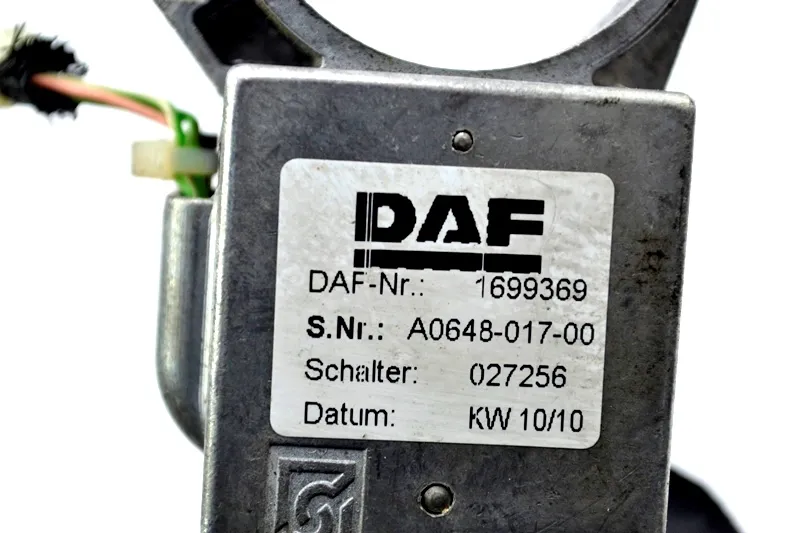 DAF
DAF-Nr.: 1699369
S.Nr.: A0648-017-00
Schalter: 027256
Datum: KW 10/10